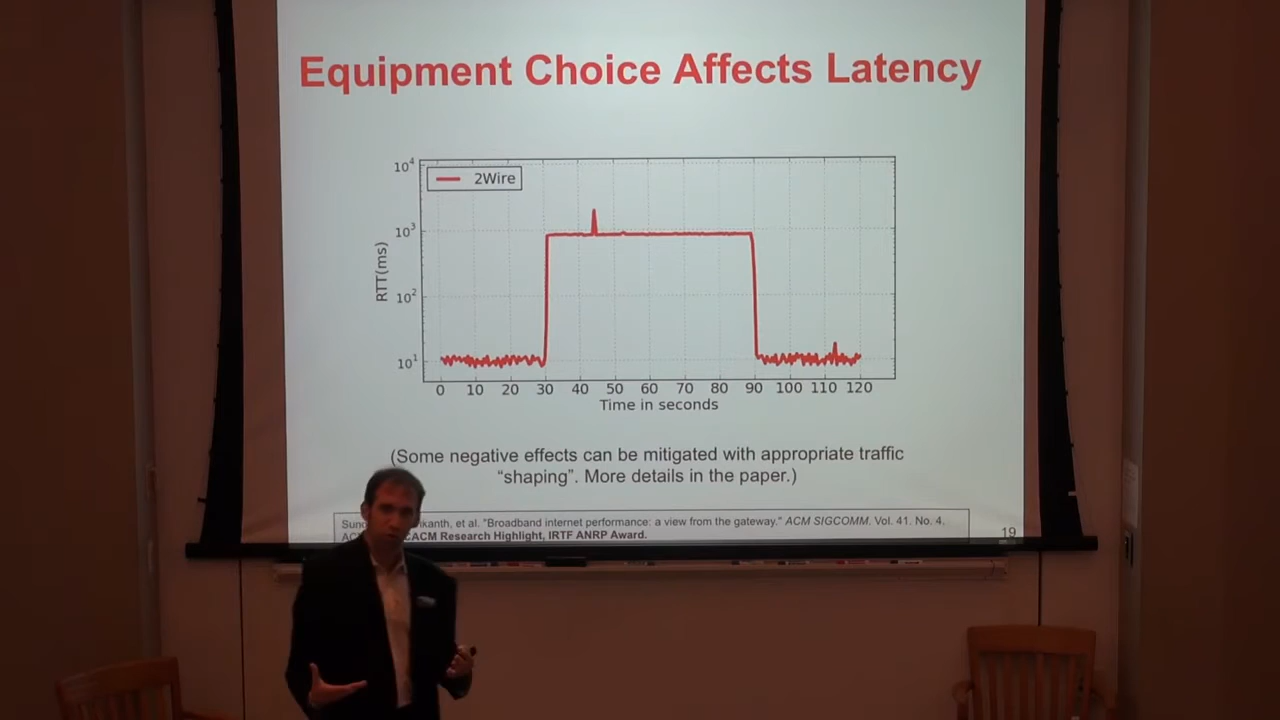 Equipment Choice Affects Latency
10⁴
2Wire
10³
RTT(ms)
10²
10¹
0 10 20 30 40 50 60 70 80 90 100 110 120
Time in seconds
(Some negative effects can be mitigated with appropriate traffic
“shaping”. More details in the paper.)
et al. "Broadband internet performance: a view from the gateway." ACM SIGCOMM. Vol. 41. No. 4.
CACM Research Highlight, IRTF ANRP Award.
19